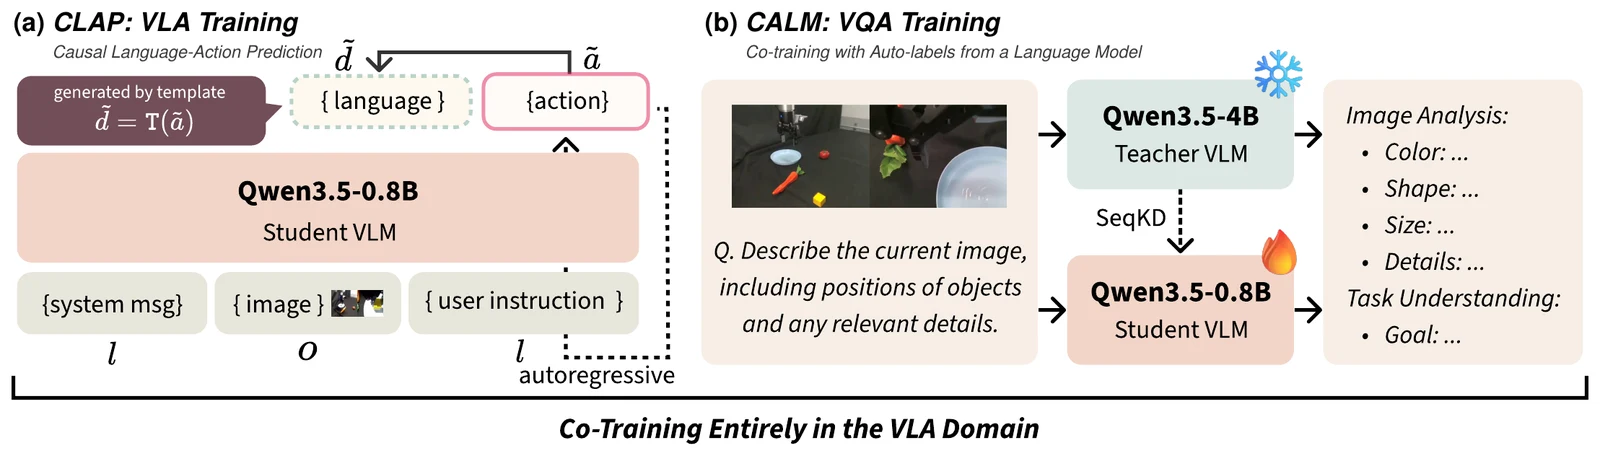 (a) CLAP: VLA Training
Causal Language-Action Prediction
d̃
ã
generated by template
d̃ = T(ã)
{ language }
{action}
Qwen3.5-0.8B
Student VLM
{system msg}
{ image }
{ user instruction }
l
o
l
autoregressive
(b) CALM: VQA Training
Co-training with Auto-labels from a Language Model
Q. Describe the current image,
including positions of objects
and any relevant details.
Qwen3.5-4B
Teacher VLM
SeqKD
Qwen3.5-0.8B
Student VLM
Image Analysis:
• Color: ...
• Shape: ...
• Size: ...
• Details: ...
Task Understanding:
• Goal: ...
Co-Training Entirely in the VLA Domain